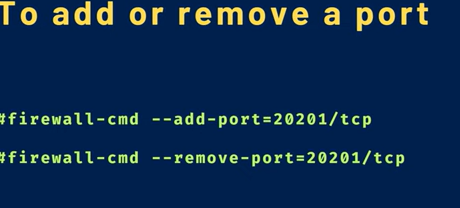 To add or remove a port
#firewall-cmd --add-port=20201/tcp
#firewall-cmd --remove-port=20201/tcp